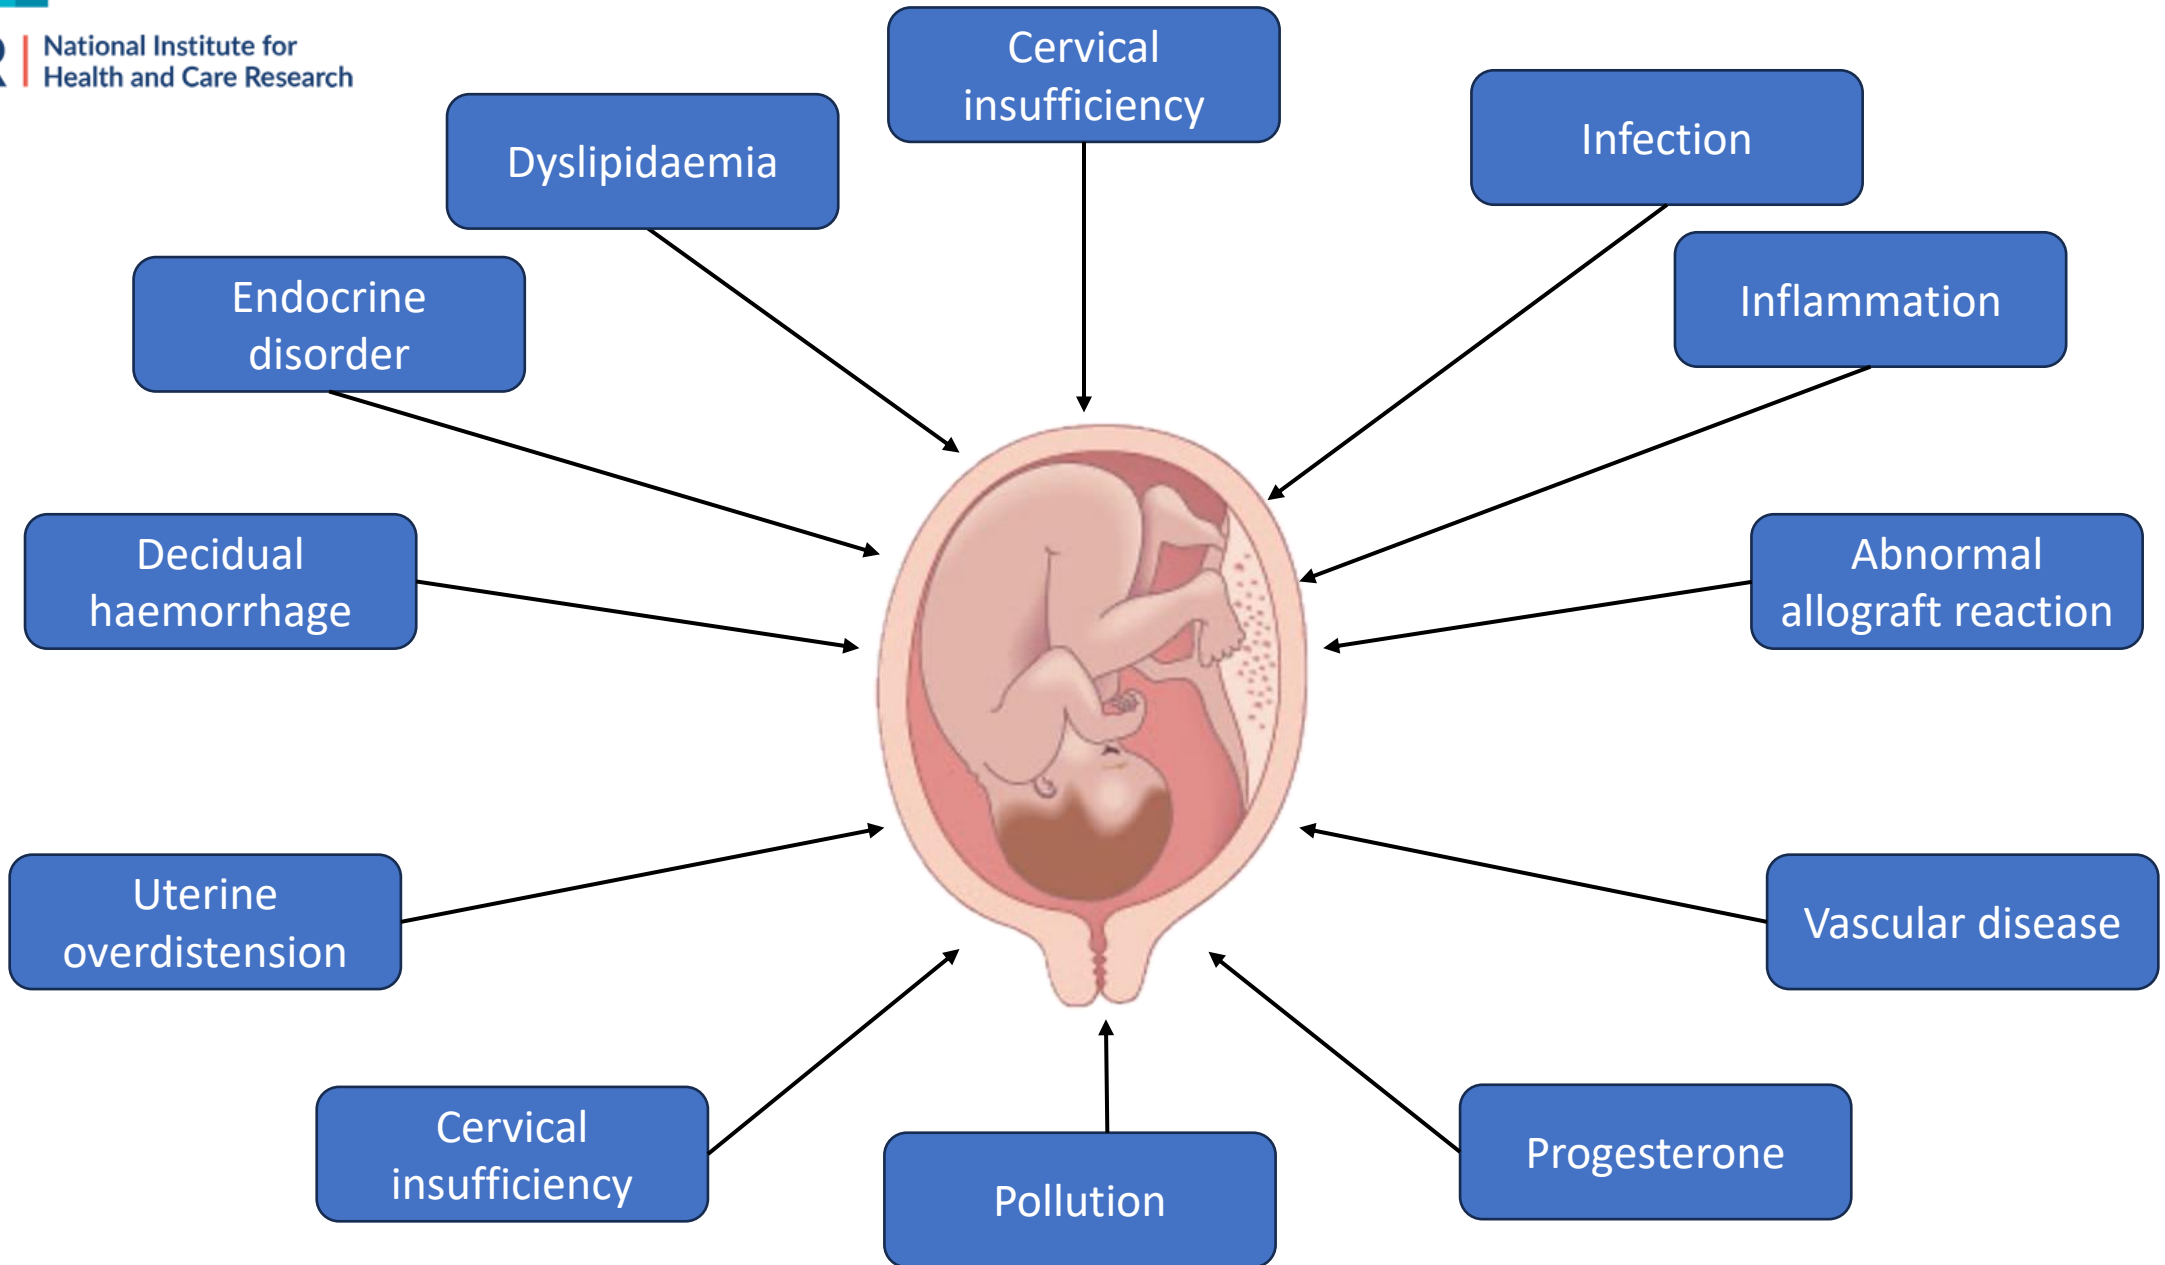 R
National Institute for
Health and Care Research
Cervical
insufficiency
Infection
Dyslipidaemia
Inflammation
Endocrine
disorder
Decidual
haemorrhage
Abnormal
allograft reaction
Uterine
overdistension
Vascular disease
Cervical
insufficiency
Pollution
Progesterone